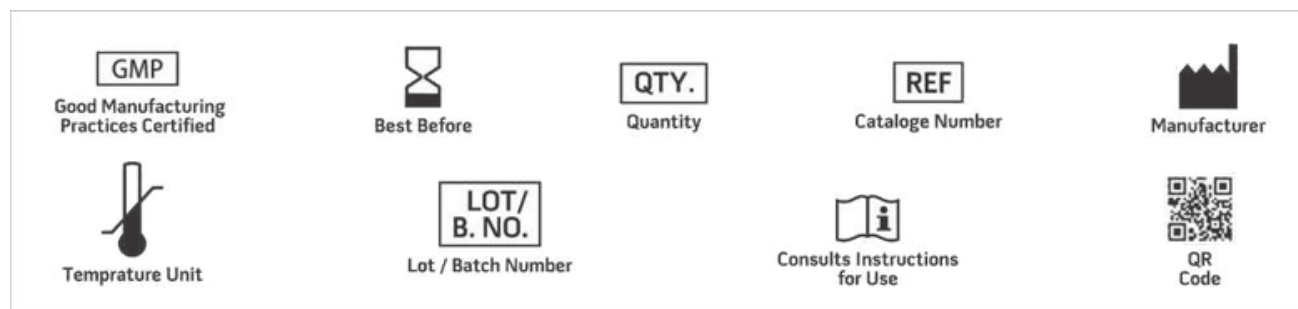 GMP
Good Manufacturing
Practices Certified
Best Before
QTY.
Quantity
REF
Cataloge Number
Manufacturer
Temprature Unit
LOT/
B. NO.
Lot / Batch Number
i
Consults Instructions
for Use
QR
Code